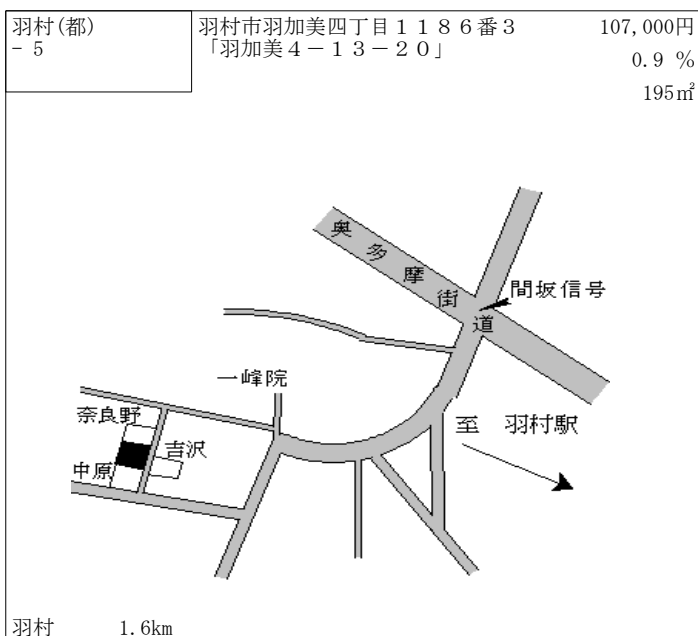 羽村(都)
- 5
羽村市羽加美四丁目１１８６番３
「羽加美４－１３－２０」
107,000円
0.9 %
195㎡
奥多摩街道
間坂信号
一峰院
奈良野
吉沢
中原
至 羽村駅
羽村 1.6km